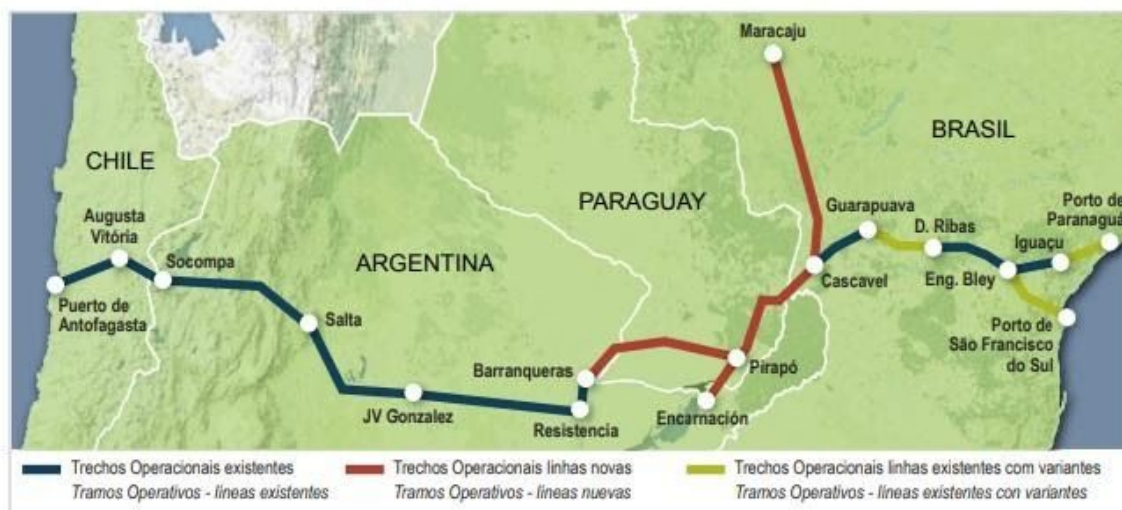 Maracaju
BRASIL
CHILE
PARAGUAY
Augusta
Vitória
Guarapuava
Porto de
Paranaguá
D. Ribas
Iguaçu
Socompa
ARGENTINA
Cascavel
Eng. Bley
Puerto de
Antofagasta
Salta
Porto de
São Francisco
do Sul
Barranqueras
Pirapó
JV Gonzalez
Resistencia
Encarnación
Trechos Operacionais existentes
Tramos Operativos - lineas existentes
Trechos Operacionais linhas novas
Tramos Operativos - lineas nuevas
Trechos Operacionais linhas existentes com variantes
Tramos Operativos - lineas existentes con variantes